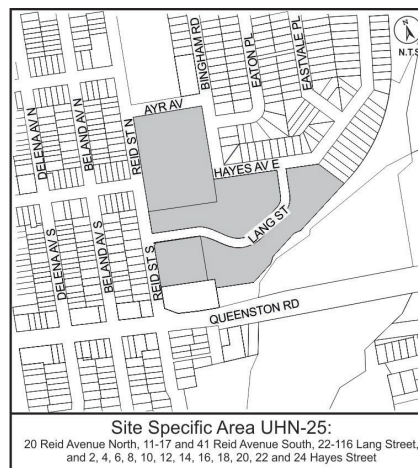 BINGHAM RD
EATON PL
EASTVALE PL
N
N.T.S
AYR AV
DELENA AV N
BELAND AV N
REID ST N
HAYES AV E
LANG ST
DELENA AV S
BELAND AV S
REID ST S
QUEENSTON RD
Site Specific Area UHN-25:
20 Reid Avenue North, 11-17 and 41 Reid Avenue South, 22-116 Lang Street,
and 2, 4, 6, 8, 10, 12, 14, 16, 18, 20, 22 and 24 Hayes Street